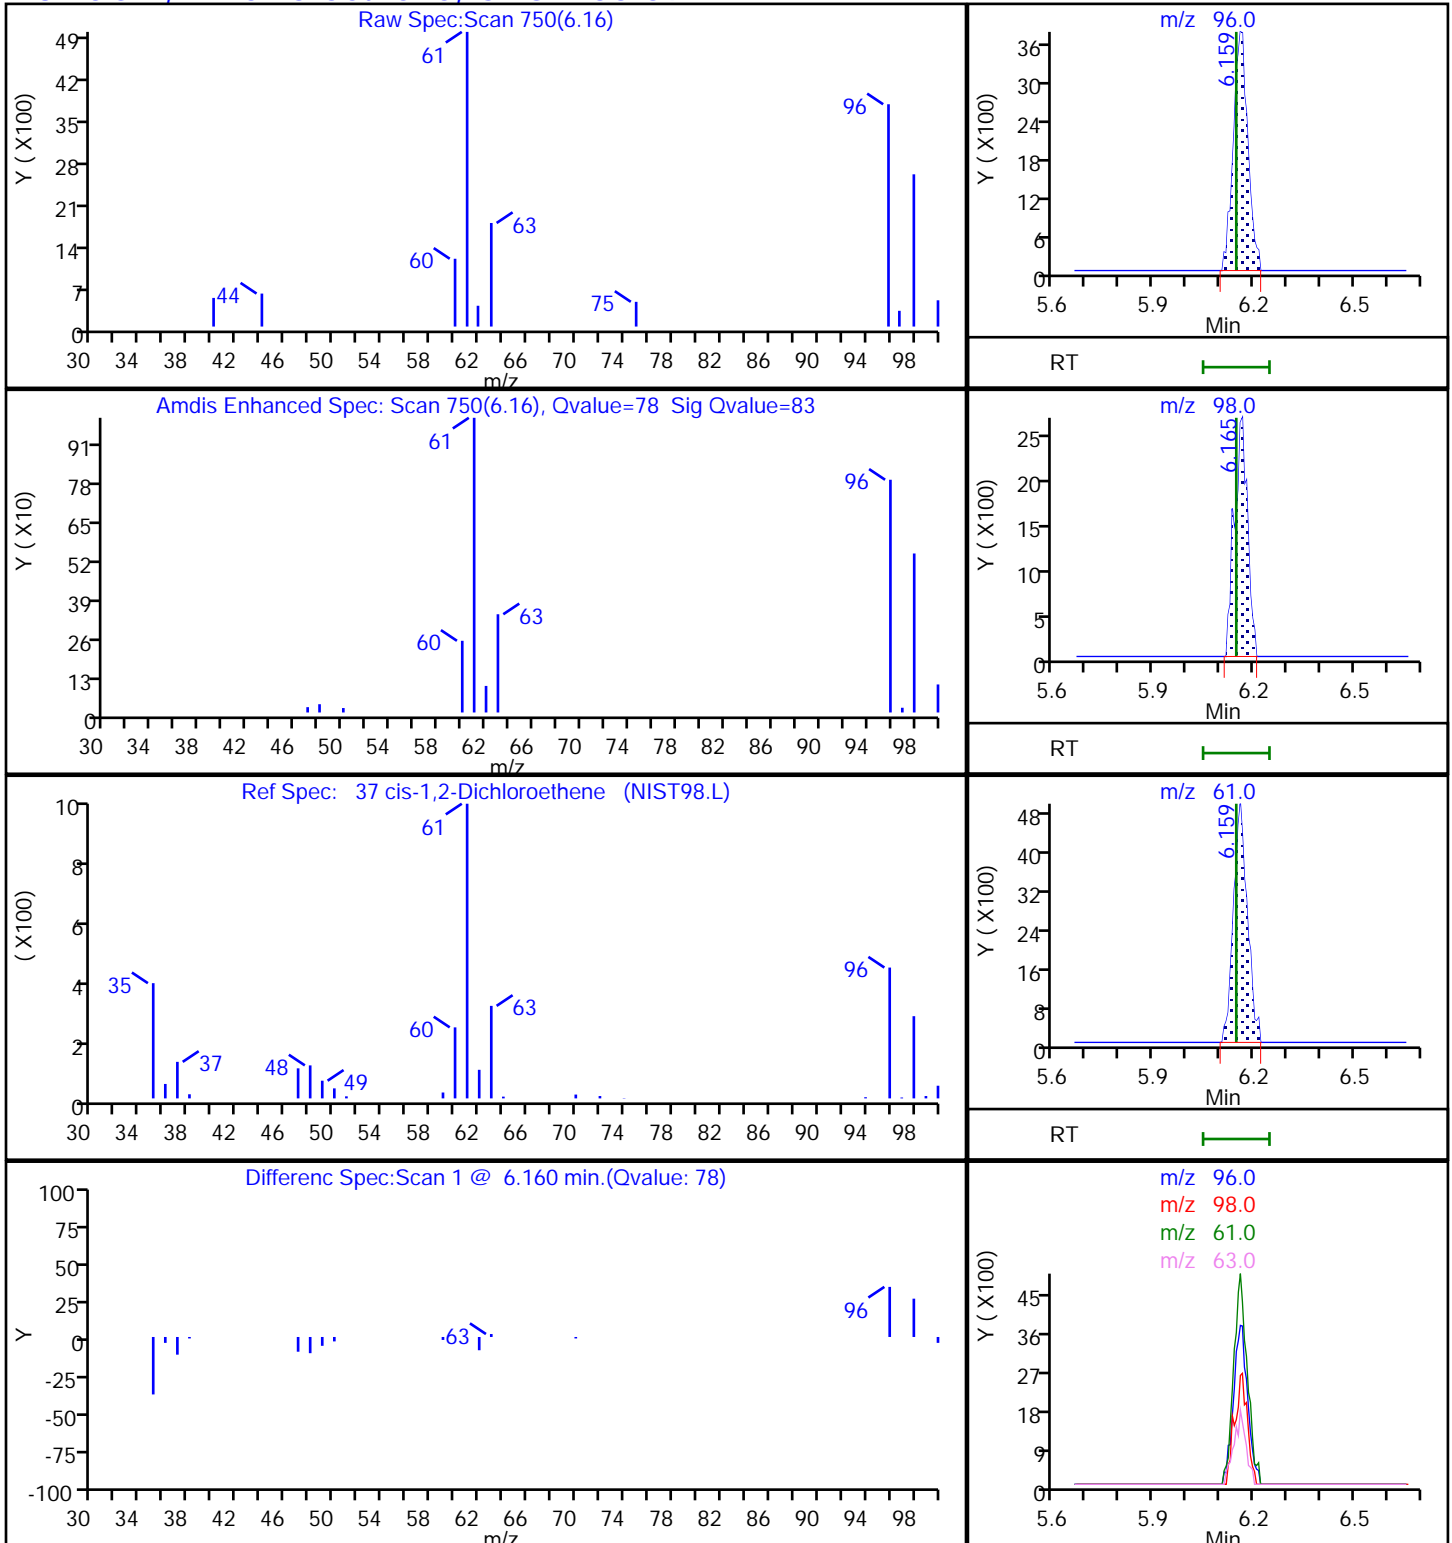 Raw Spec:Scan 750(6.16)
Y ( X100)
49
42
35
28
21
14
7
0
61
96
63
60
44
75
30 34 38 42 46 50 54 58 62 66 70 74 78 82 86 90 94 98
m/z
m/z 96.0
Y ( X100)
36
30
24
18
12
6
0
6.159
5.6 5.9 6.2 6.5
Min
RT
Amdis Enhanced Spec: Scan 750(6.16), Qvalue=78 Sig Qvalue=83
Y ( X10)
91
78
65
52
39
26
13
0
61
96
63
60
30 34 38 42 46 50 54 58 62 66 70 74 78 82 86 90 94 98
m/z
m/z 98.0
Y ( X100)
25
20
15
10
5
0
6.165
5.6 5.9 6.2 6.5
Min
RT
Ref Spec: 37 cis-1,2-Dichloroethene (NIST98.L)
( X100)
10
8
6
4
2
0
61
96
35
63
60
37
48
49
30 34 38 42 46 50 54 58 62 66 70 74 78 82 86 90 94 98
m/z 61.0
Y ( X100)
48
40
32
24
16
8
0
6.159
5.6 5.9 6.2 6.5
Min
RT
Differenc Spec:Scan 1 @ 6.160 min.(Qvalue: 78)
Y
100
75
50
25
0
-25
-50
-75
-100
96
63
30 34 38 42 46 50 54 58 62 66 70 74 78 82 86 90 94 98
m/z
m/z 96.0
m/z 98.0
m/z 61.0
m/z 63.0
Y ( X100)
45
36
27
18
9
0
5.6 5.9 6.2 6.5
Min